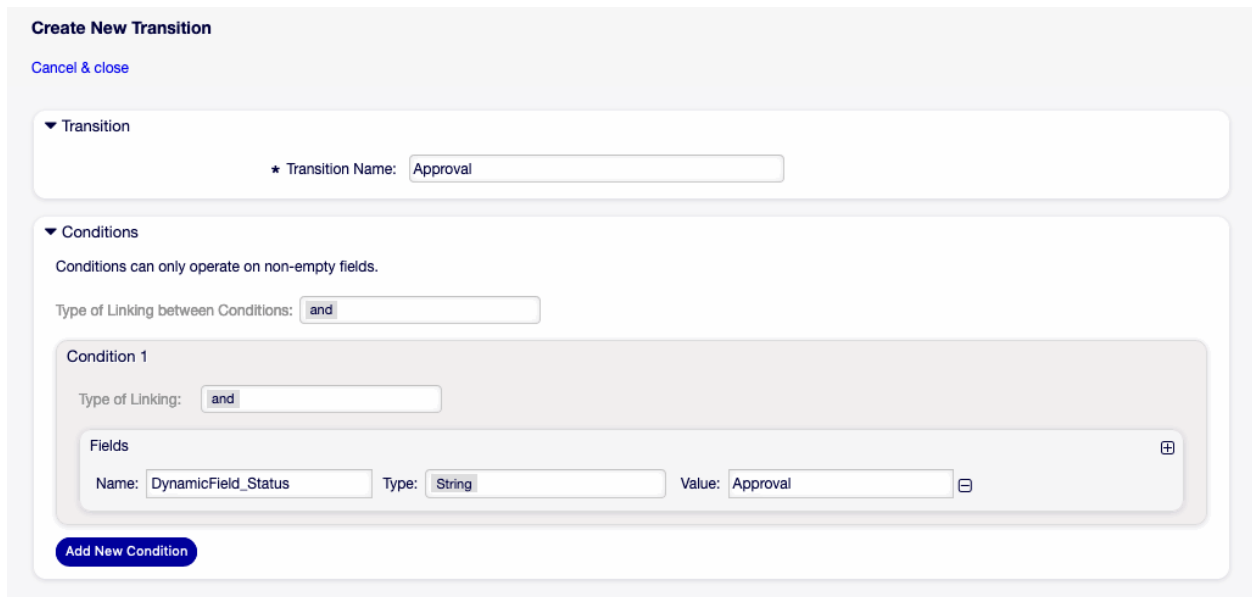 Create New Transition
Cancel & close
Transition
* Transition Name: Approval
Conditions
Conditions can only operate on non-empty fields.
Type of Linking between Conditions: and
Condition 1
Type of Linking: and
Fields
Name: DynamicField_Status Type: String Value: Approval
Add New Condition